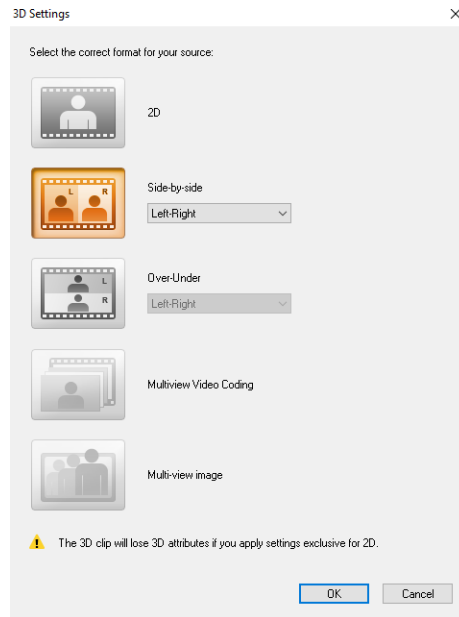 3D Settings
Select the correct format for your source:
2D
L R
Side-by-side
Left-Right
L
R
Over-Under
Left-Right
Multiview Video Coding
Multi-view image
The 3D clip will lose 3D attributes if you apply settings exclusive for 2D.
OK Cancel